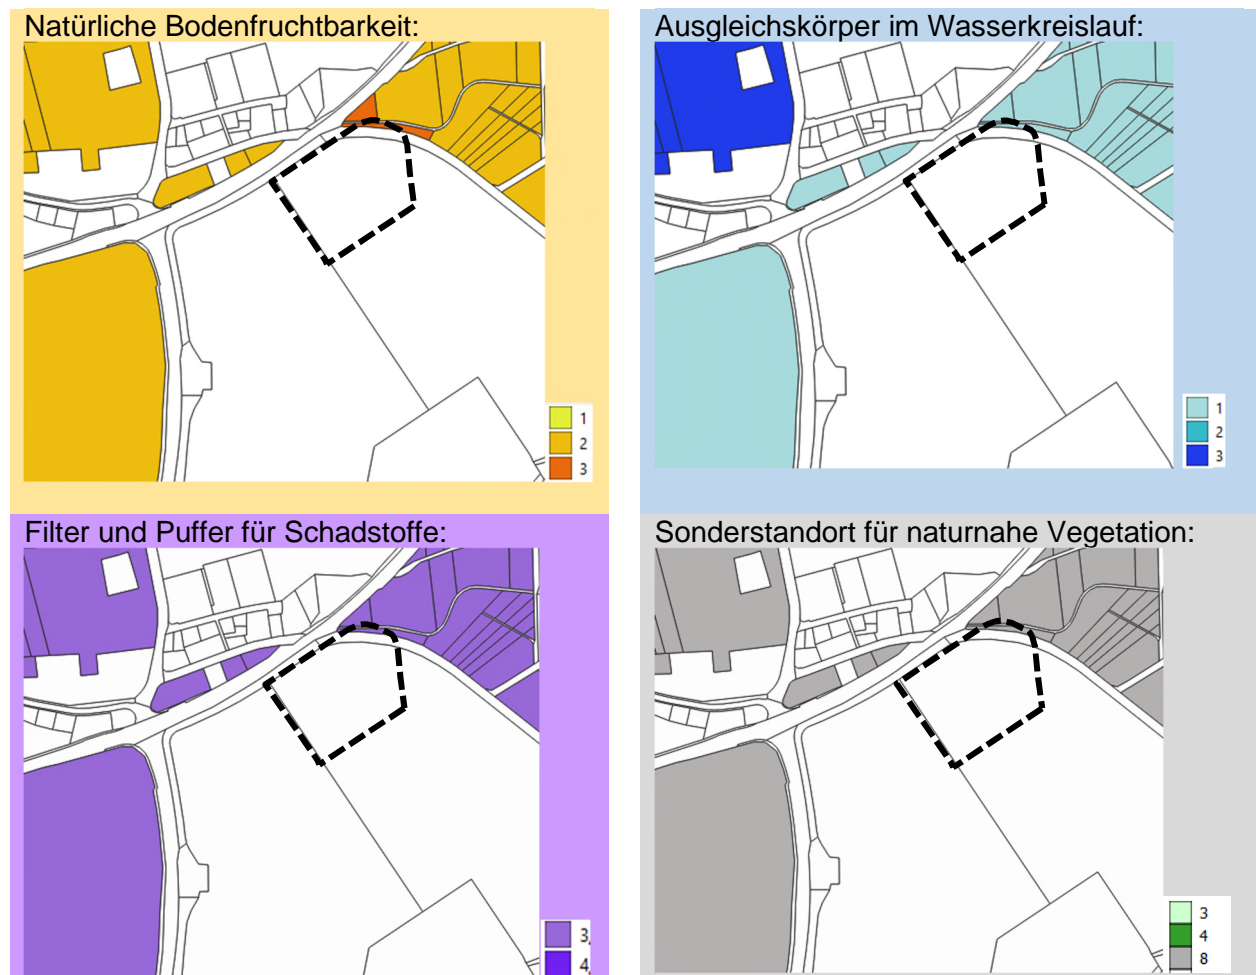 Natürliche Bodenfruchtbarkeit:
1
2
3
Ausgleichskörper im Wasserkreislauf:
1
2
3
Filter und Puffer für Schadstoffe:
3
4
Sonderstandort für naturnahe Vegetation:
3
4
8